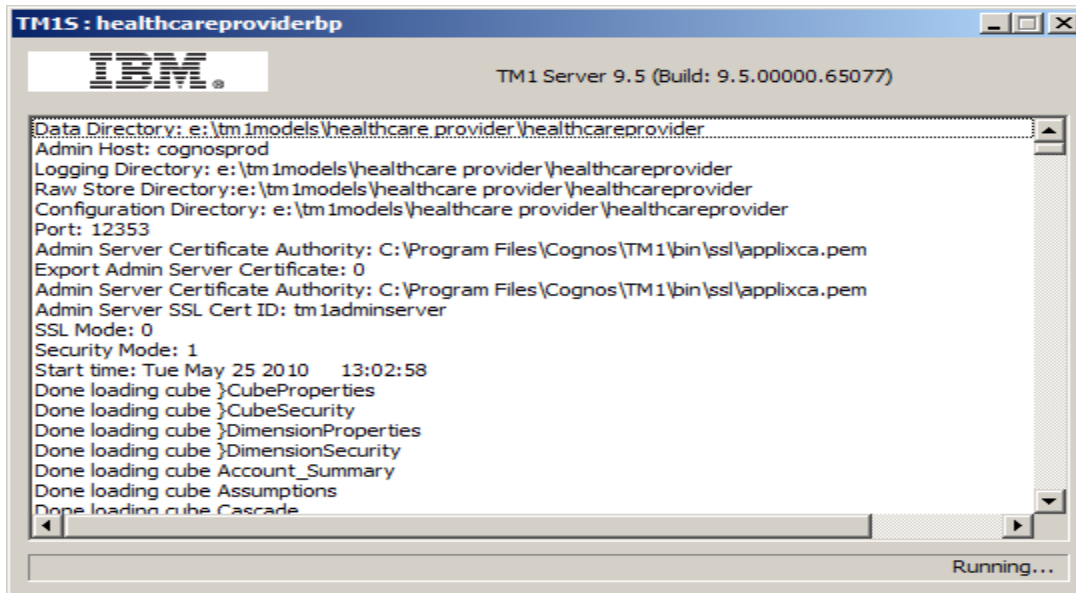 TM1S : healthcareproviderbp
IBM®
TM1 Server 9.5 (Build: 9.5.00000.65077)
Data Directory: e:\tm1models\healthcare provider\healthcareprovider
Admin Host: cognosprod
Logging Directory: e:\tm1models\healthcare provider\healthcareprovider
Raw Store Directory:e:\tm1models\healthcare provider\healthcareprovider
Configuration Directory: e:\tm1models\healthcare provider\healthcareprovider
Port: 12353
Admin Server Certificate Authority: C:\Program Files\Cognos\TM1\bin\ssl\applixca.pem
Export Admin Server Certificate: 0
Admin Server Certificate Authority: C:\Program Files\Cognos\TM1\bin\ssl\applixca.pem
Admin Server SSL Cert ID: tm1adminserver
SSL Mode: 0
Security Mode: 1
Start time: Tue May 25 2010 13:02:58
Done loading cube }CubeProperties
Done loading cube }CubeSecurity
Done loading cube }DimensionProperties
Done loading cube }DimensionSecurity
Done loading cube Account_Summary
Done loading cube Assumptions
Done loading cube Cascade
Running...